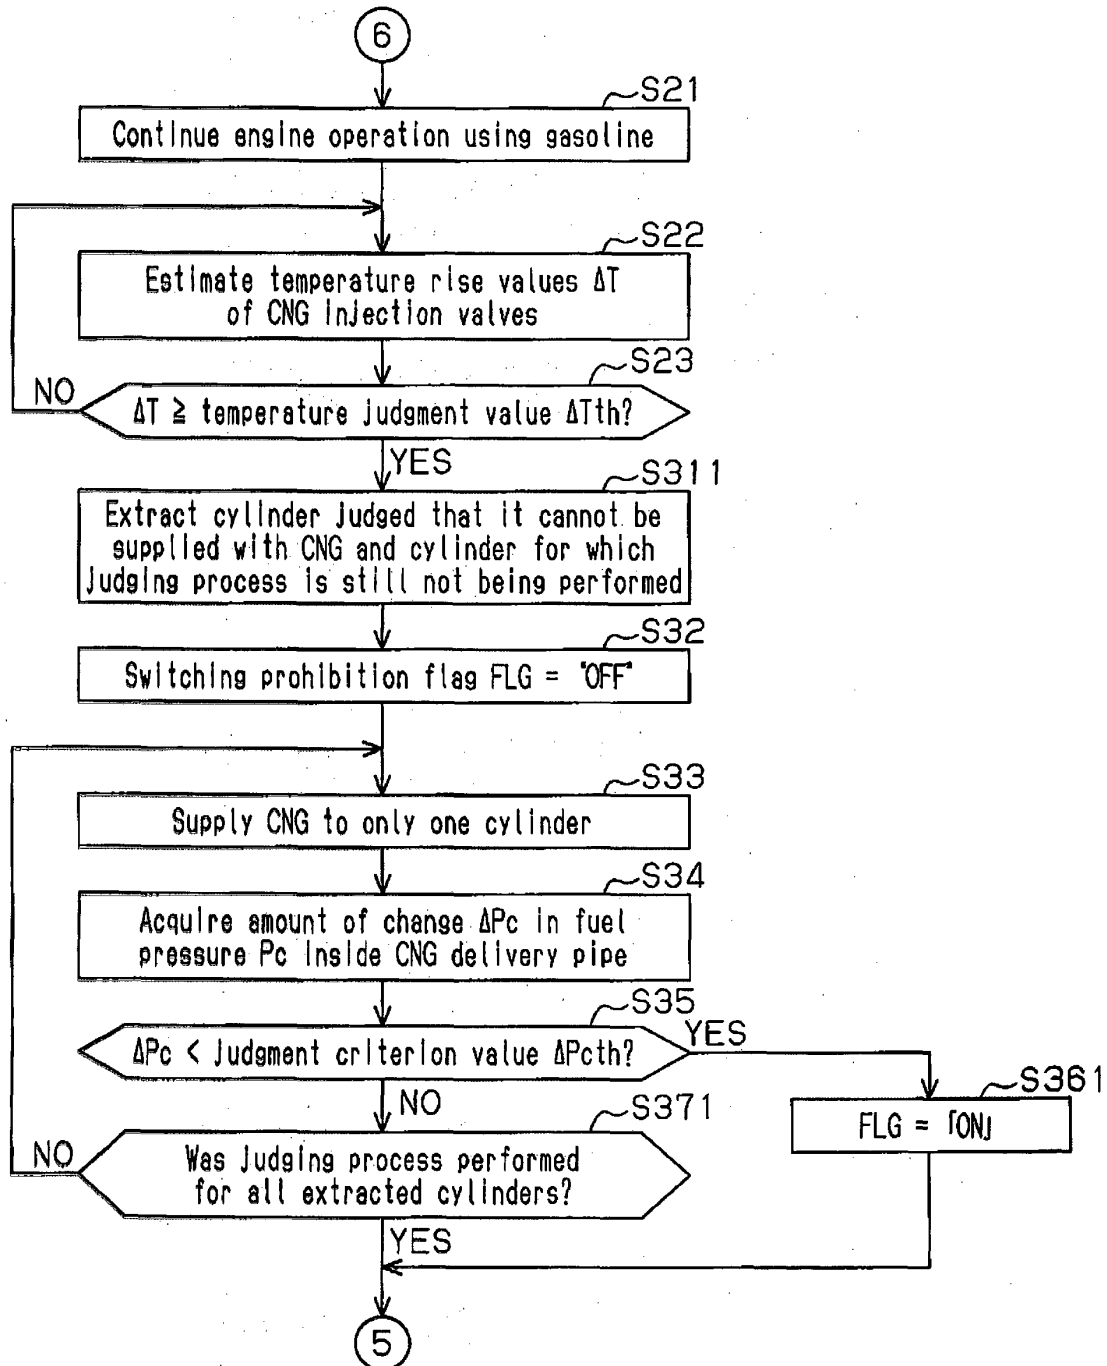 6
S21
Continue engine operation using gasoline
S22
Estimate temperature rise values ΔT
of CNG injection valves
S23
NO
ΔT ≧ temperature judgment value ΔTth?
YES
S311
Extract cylinder judged that it cannot be
supplied with CNG and cylinder for which
judging process is still not being performed
S32
Switching prohibition flag FLG = "OFF"
S33
Supply CNG to only one cylinder
S34
Acquire amount of change ΔPc in fuel
pressure Pc inside CNG delivery pipe
S35
YES
ΔPc < judgment criterion value ΔPcth?
S361
NO
S371
FLG = 「ON」
NO
Was judging process performed
for all extracted cylinders?
YES
5